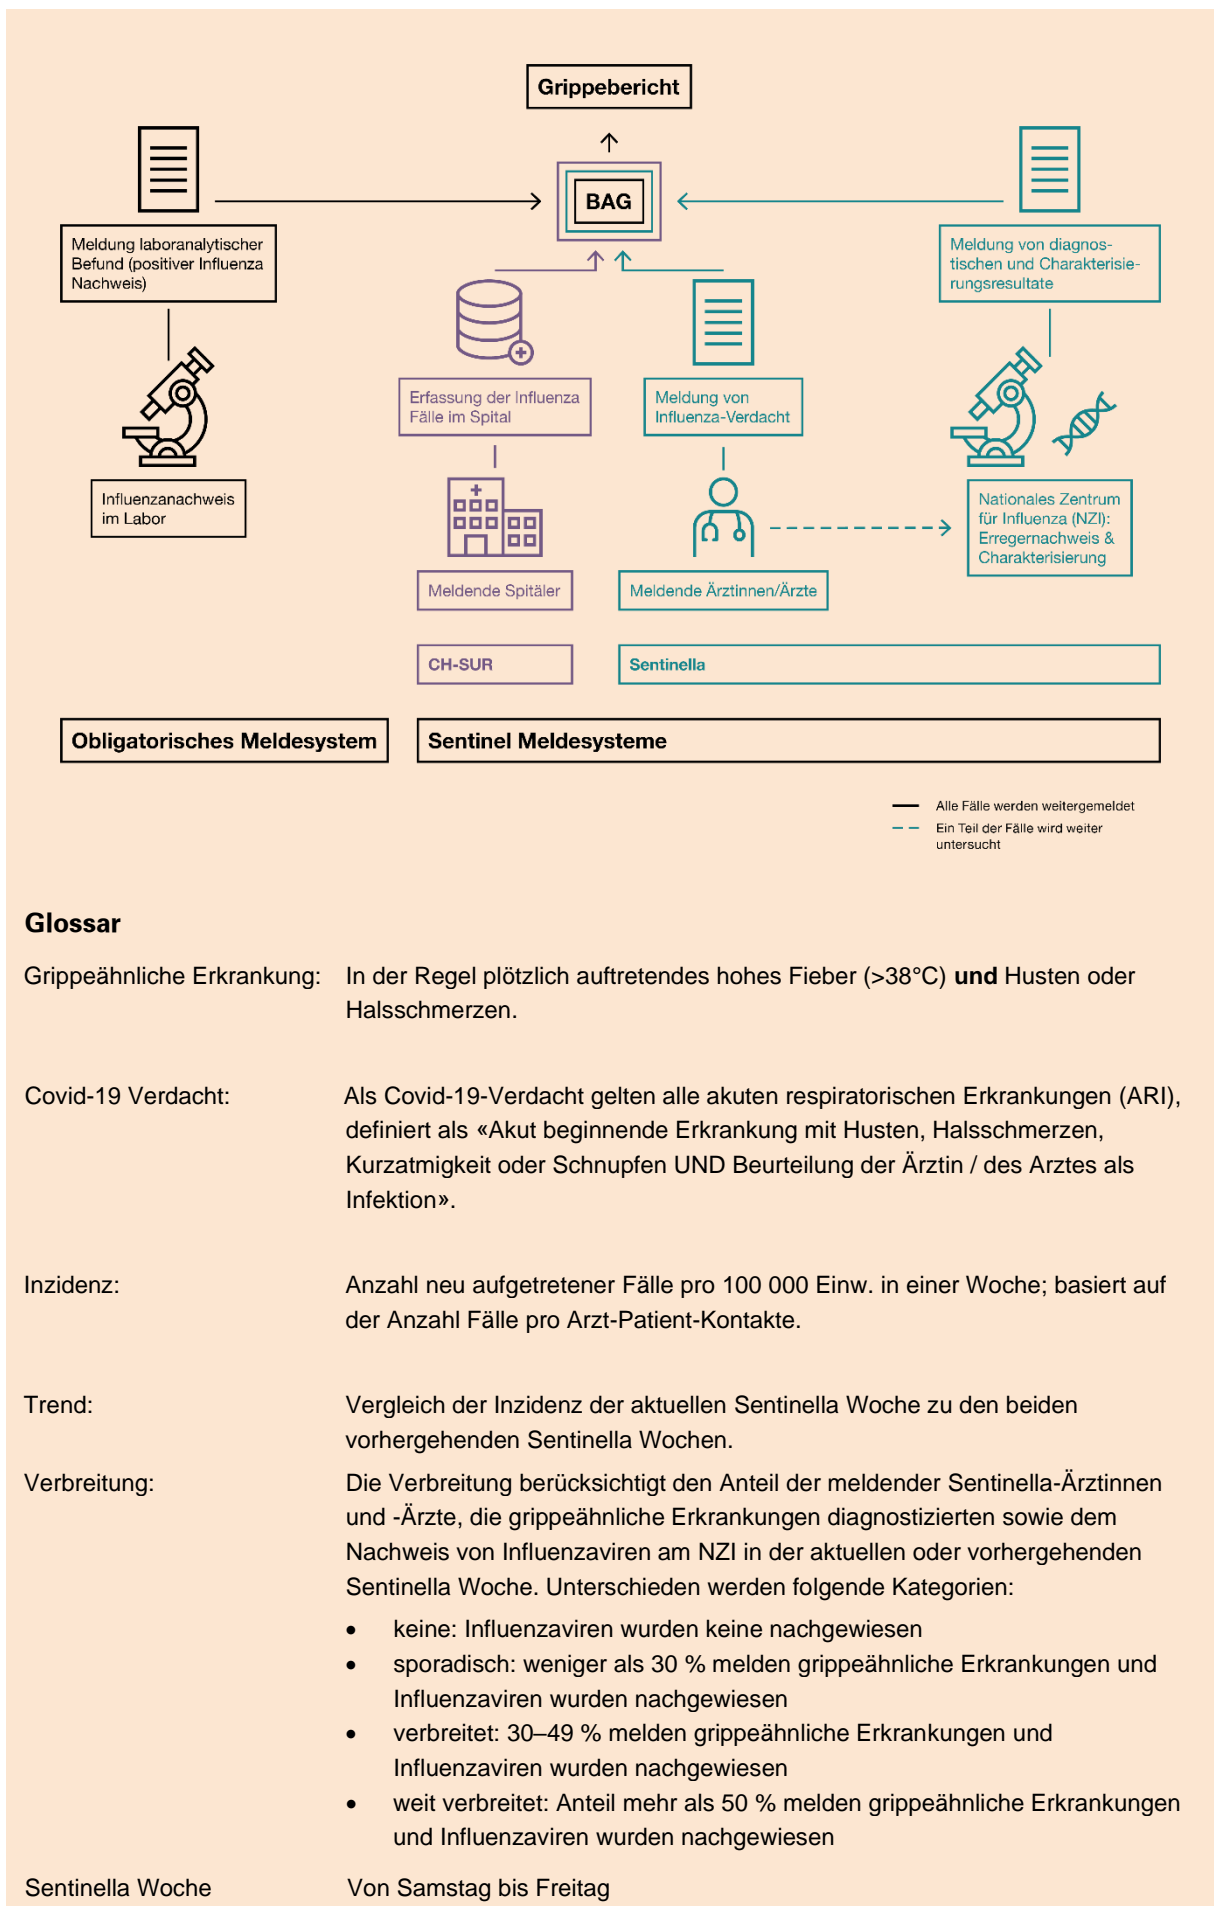 Grippebericht
BAG
Meldung laboranalytischer
Befund (positiver Influenza
Nachweis)
Meldung von diagnos-
tischen und Charakterisie-
rungsresultate
Erfassung der Influenza
Fälle im Spital
Meldung von
Influenza-Verdacht
Influenzanachweis
im Labor
Nationales Zentrum
für Influenza (NZI):
Erregernachweis &
Charakterisierung
Meldende Spitäler
Meldende Ärztinnen/Ärzte
CH-SUR
Sentinella
Obligatorisches Meldesystem
Sentinel Meldesysteme
Alle Fälle werden weitergemeldet
Ein Teil der Fälle wird weiter
untersucht
Glossar
Grippeähnliche Erkrankung: In der Regel plötzlich auftretendes hohes Fieber (>38°C) und Husten oder
Halsschmerzen.
Covid-19 Verdacht: Als Covid-19-Verdacht gelten alle akuten respiratorischen Erkrankungen (ARI),
definiert als «Akut beginnende Erkrankung mit Husten, Halsschmerzen,
Kurzatmigkeit oder Schnupfen UND Beurteilung der Ärztin / des Arztes als
Infektion».
Inzidenz: Anzahl neu aufgetretener Fälle pro 100 000 Einw. in einer Woche; basiert auf
der Anzahl Fälle pro Arzt-Patient-Kontakte.
Trend: Vergleich der Inzidenz der aktuellen Sentinella Woche zu den beiden
vorhergehenden Sentinella Wochen.
Verbreitung: Die Verbreitung berücksichtigt den Anteil der meldender Sentinella-Ärztinnen
und -Ärzte, die grippeähnliche Erkrankungen diagnostizierten sowie dem
Nachweis von Influenzaviren am NZI in der aktuellen oder vorhergehenden
Sentinella Woche. Unterschieden werden folgende Kategorien:
• keine: Influenzaviren wurden keine nachgewiesen
• sporadisch: weniger als 30 % melden grippeähnliche Erkrankungen und
Influenzaviren wurden nachgewiesen
• verbreitet: 30–49 % melden grippeähnliche Erkrankungen und
Influenzaviren wurden nachgewiesen
• weit verbreitet: Anteil mehr als 50 % melden grippeähnliche Erkrankungen
und Influenzaviren wurden nachgewiesen
Sentinella Woche Von Samstag bis Freitag